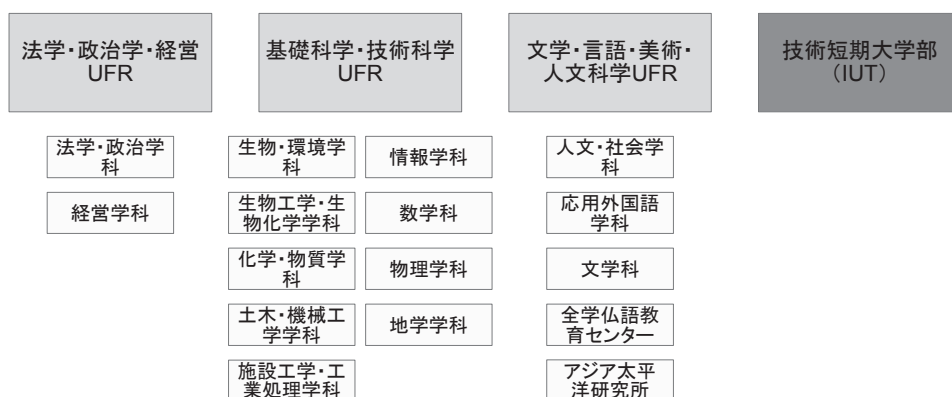 法学・政治学・経営
UFR
基礎科学・技術科学
UFR
文学・言語・美術・
人文科学UFR
技術短期大学部
（IUT）
法学・政治学
科
経営学科
生物・環境学
科
生物工学・生
物化学学科
化学・物質学
科
土木・機械工
学学科
施設工学・工
業処理学科
情報学科
数学科
物理学科
地学学科
人文・社会学
科
応用外国語
学科
文学科
全学仏語教
育センター
アジア太平
洋研究所